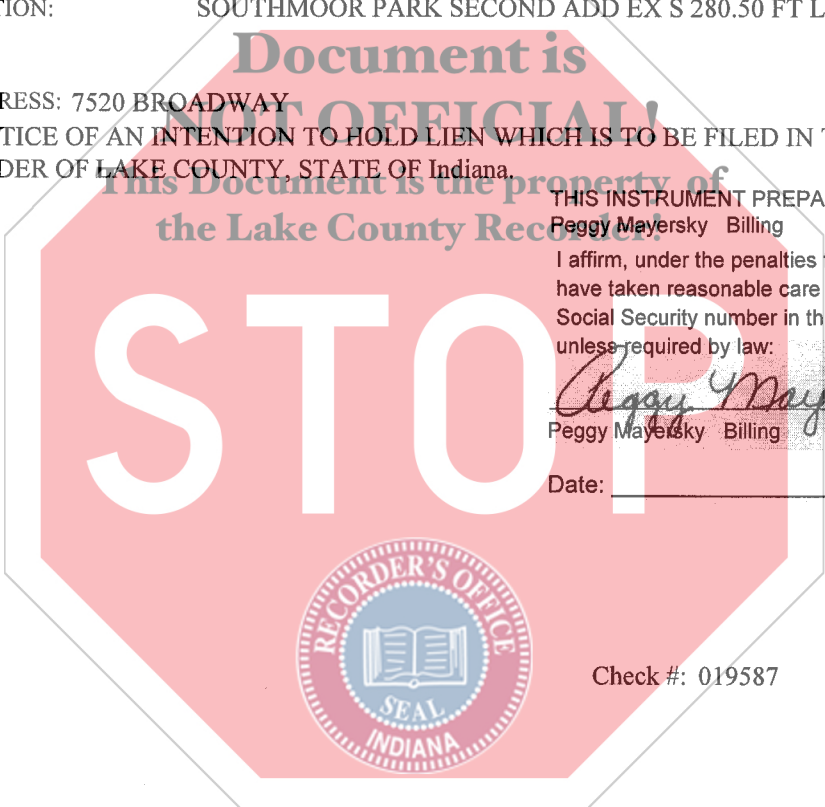 TION: SOUTHMOOR PARK SECOND ADD EX S 280.50 FT L
Document is
RESS: 7520 BROADWAY
NOT OFFICIAL!
TICE OF AN INTENTION TO HOLD LIEN WHICH IS TO BE FILED IN
DER OF LAKE COUNTY, STATE OF Indiana.
This Document is the property of
THIS INSTRUMENT PREPA
the Lake County Recorder!
Peggy Mayersky Billing
I affirm, under the penalties
have taken reasonable care
Social Security number in th
unless required by law:
STOP
Peggy May
Peggy Mayersky Billing
Date:
RECORDER'S OFFICE
SEAL
INDIANA
Check #: 019587